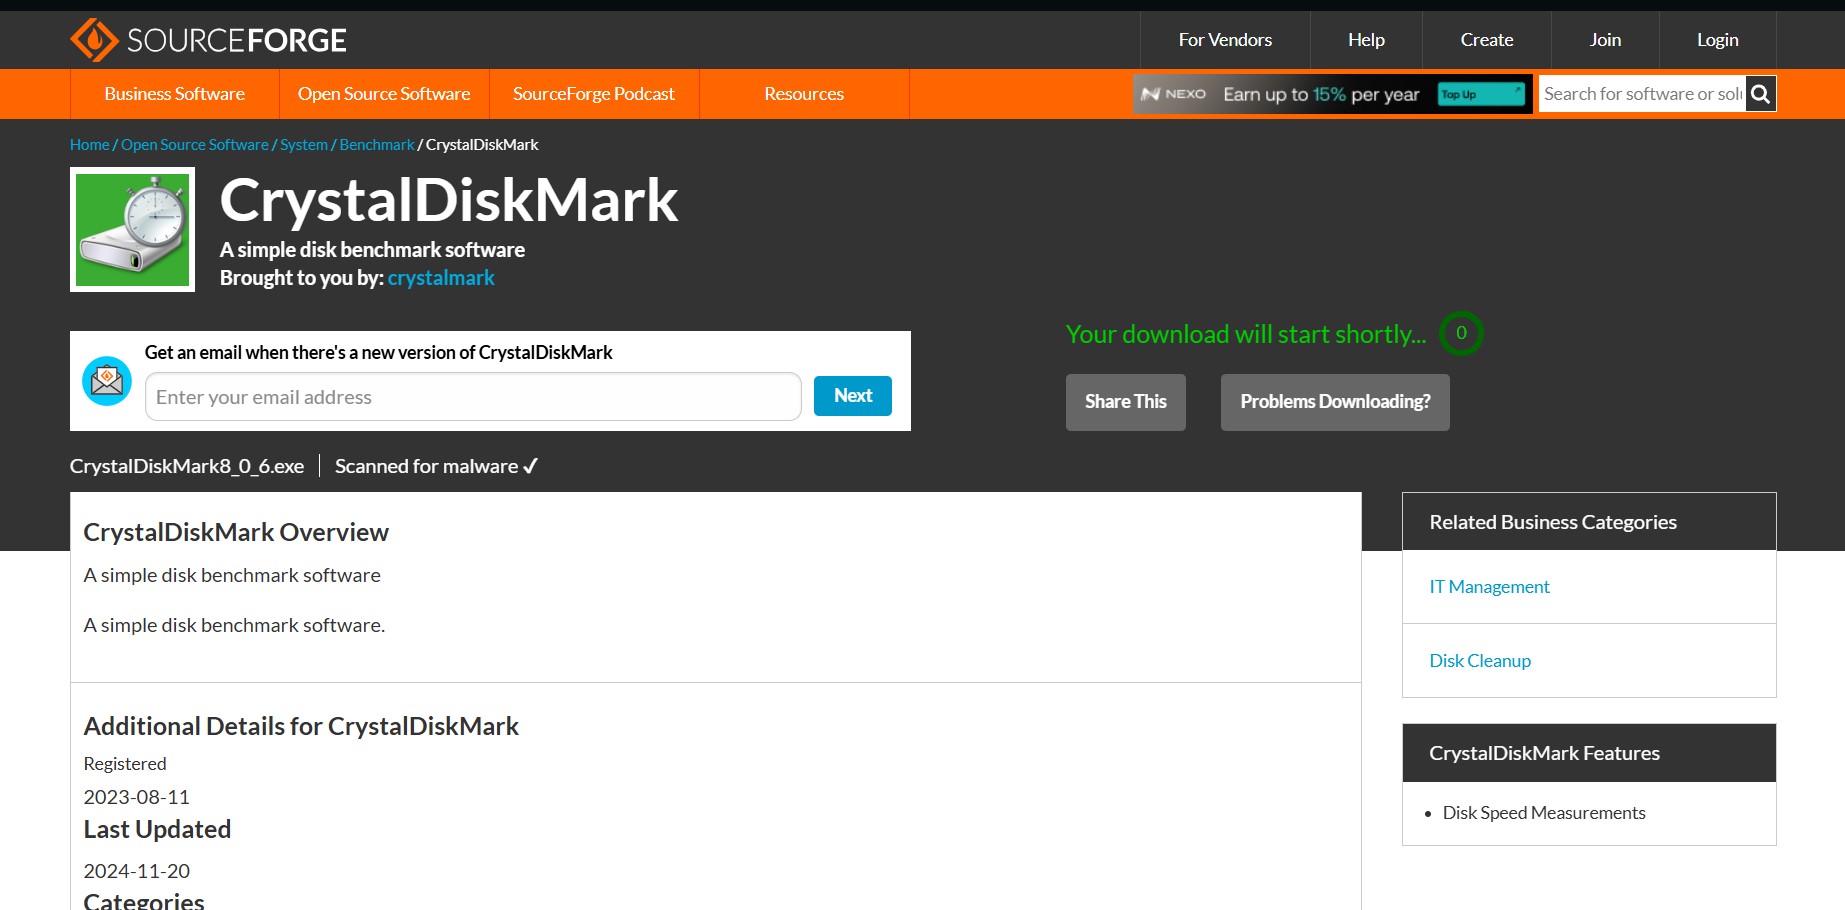 SOURCEFORGE
For Vendors
Help
Create
Join
Login
Business Software
Open Source Software
SourceForge Podcast
Resources
NEXO
Earn up to 15% per year
Top Up
Search for software or solu
Home / Open Source Software / System / Benchmark / CrystalDiskMark
CrystalDiskMark
A simple disk benchmark software
Brought to you by: crystalmark
Get an email when there's a new version of CrystalDiskMark
Enter your email address
Next
Your download will start shortly... 0
Share This
Problems Downloading?
CrystalDiskMark8_0_6.exe
Scanned for malware ✓
CrystalDiskMark Overview
A simple disk benchmark software
A simple disk benchmark software.
Additional Details for CrystalDiskMark
Registered
2023-08-11
Last Updated
2024-11-20
Categories
Related Business Categories
IT Management
Disk Cleanup
CrystalDiskMark Features
• Disk Speed Measurements